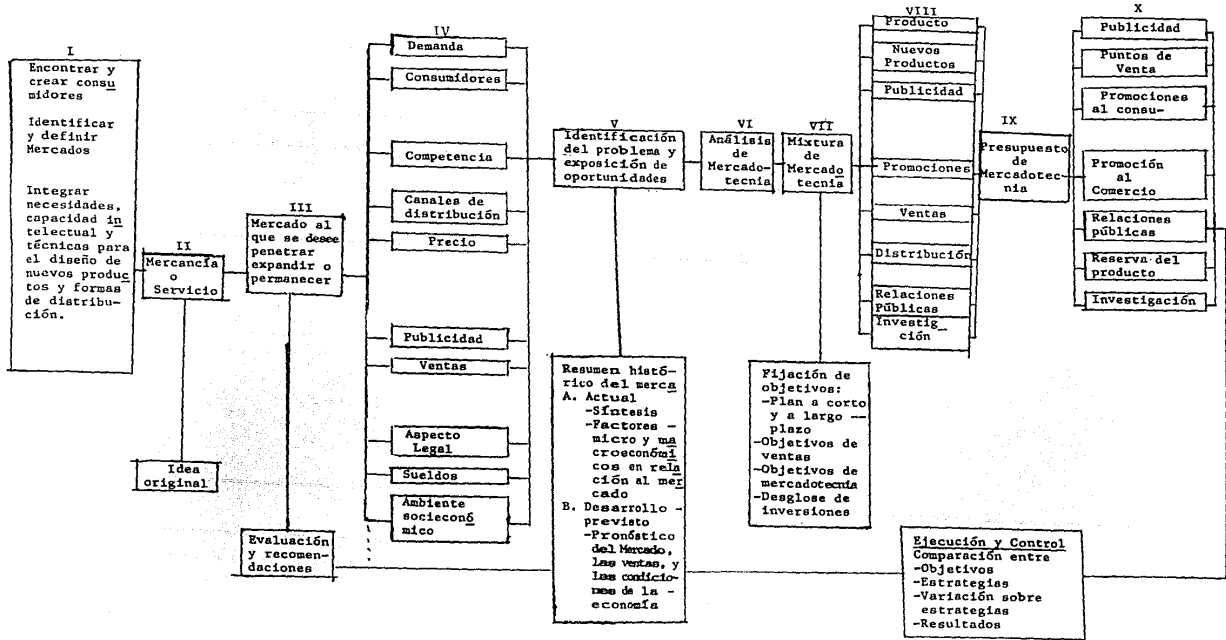 I
Encontrar y
crear consu
midores
Identificar
y definir
Mercados
Integrar
necesidades,
capacidad in
telectual y
técnicas para
el diseño de
nuevos produc
tos y formas
de distribu-
ción.
II
Mercancía
o
Servicio
Idea
original
III
Mercado al
que se desee
penetrar
expandir o
permanecer
Evaluación
y recomen-
daciones
IV
Demanda
Consumidores
Competencia
Canales de
distribución
Precio
Publicidad
Ventas
Aspecto
Legal
Sueldos
Ambiente
socieconó
mico
V
Identificación
del problema y
exposición de
oportunidades
Resumen histó-
rico del merca
A. Actual
-Síntesis
-Factores -
micro y ma
croeconómi
cos en rela
ción al mer
cado
B. Desarrollo -
previsto
-Pronóstico
del Mercado,
las ventas, y
las condicio-
nes de la -
economía
VI
Análisis
de
Mercado-
tecnia
VII
Mixtura
de
Mercado
tecnia
Fijación de
objetivos:
-Plan a corto
y a largo --
plazo
-Objetivos de
ventas
-Objetivos de
mercadotecnia
-Desglose de
inversiones
VIII
Producto
Nuevos
Productos
Publicidad
Promociones
Ventas
Distribución
Relaciones
Públicas
Investig_
ción
IX
Presupuesto
de
Mercadotec
nia
X
Publicidad
Puntos de
Venta
Promociones
al consu-
Promoción
al
Comercio
Relaciones
públicas
Reserva del
producto
Investigación
Ejecución y Control
Comparación entre
-Objetivos
-Estrategias
-Variación sobre
estrategias
-Resultados